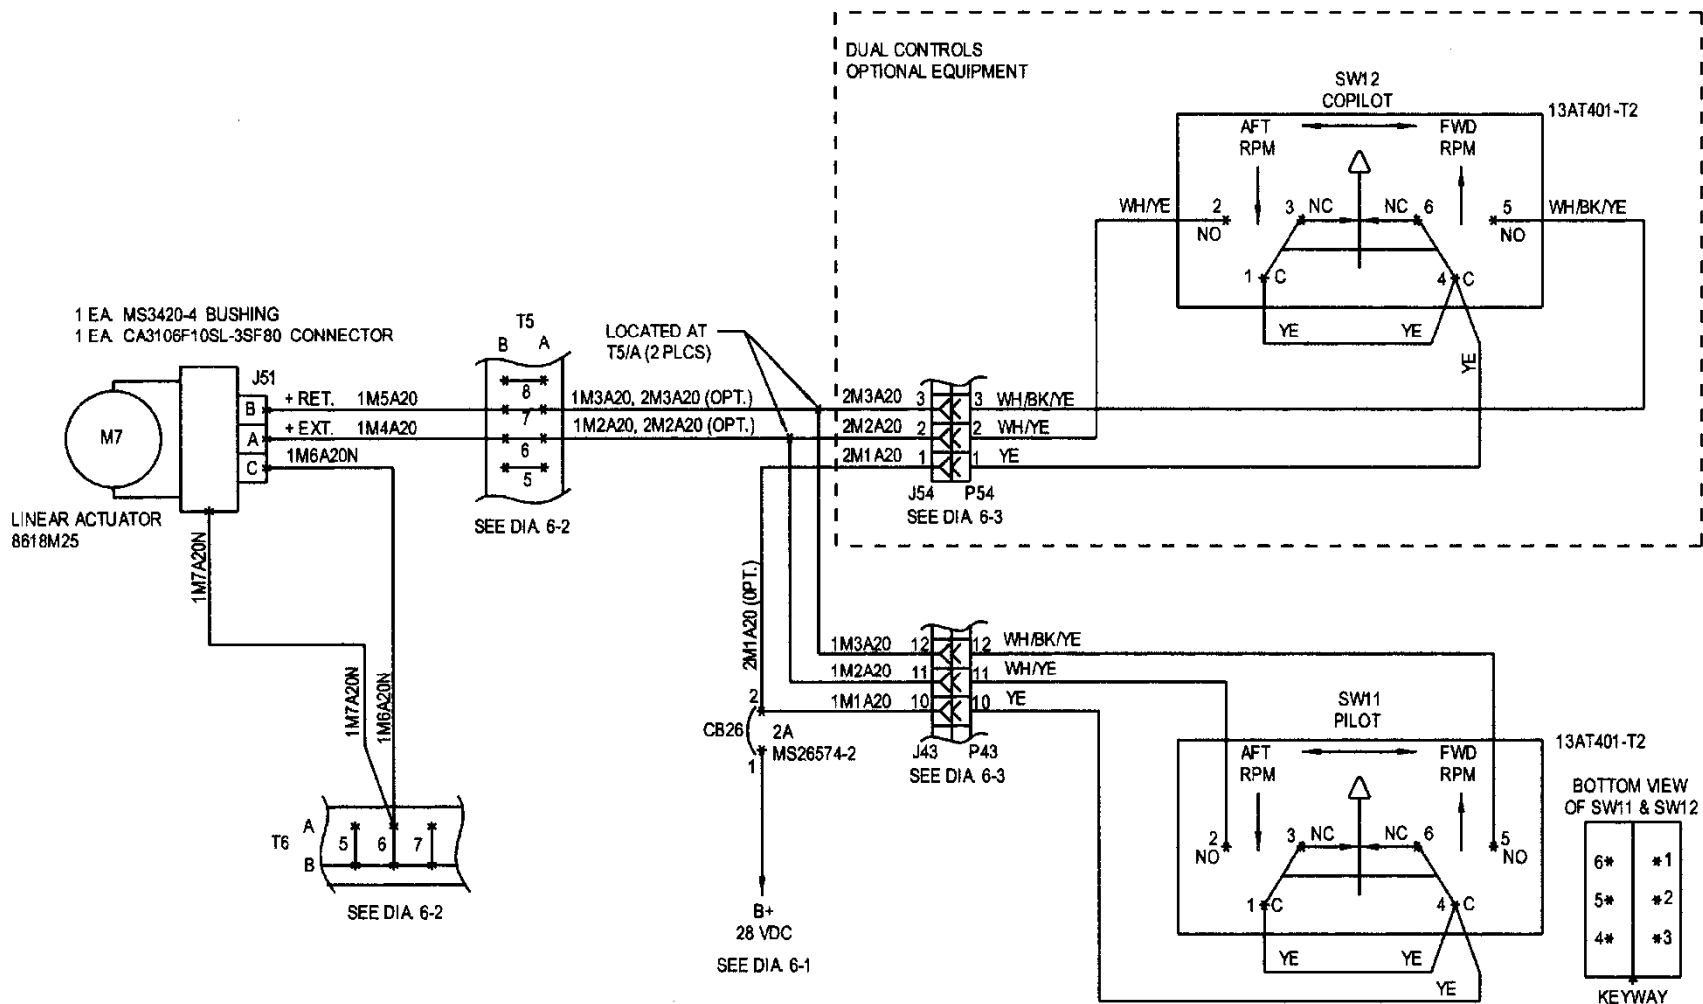 DUAL CONTROLS
OPTIONAL EQUIPMENT
SW12
COPILOT
13AT401-T2
AFT
RPM
FWD
RPM
WH/YE
2
NO
3
NC
NC
6
5
NO
WH/BK/YE
1
C
4
C
YE
YE
YE
1 EA. MS3420-4 BUSHING
1 EA. CA3106F10SL-3SF80 CONNECTOR
T5
B
A
LOCATED AT
T5/A (2 PLCS)
J51
B
+ RET.
1M5A20
8
1M3A20, 2M3A20 (OPT.)
2M3A20
3
3
WH/BK/YE
M7
A
+ EXT.
1M4A20
7
1M2A20, 2M2A20 (OPT.)
2M2A20
2
2
WH/YE
C
1M6A20N
6
5
2M1A20
1
1
YE
J54
P54
SEE DIA. 6-3
SEE DIA. 6-2
LINEAR ACTUATOR
8618M25
1M7A20N
2M1A20 (OPT.)
1M3A20
12
12
WH/BK/YE
1M2A20
11
11
WH/YE
1M1A20
10
10
YE
J43
P43
SEE DIA. 6-3
1M7A20N
1M6A20N
2
CB26
2A
MS26574-2
1
SW11
PILOT
13AT401-T2
AFT
RPM
FWD
RPM
2
NO
3
NC
NC
6
5
NO
1
C
4
C
YE
YE
YE
BOTTOM VIEW
OF SW11 & SW12
6
1
5
2
4
3
KEYWAY
T6
A
B
5
6
7
SEE DIA. 6-2
B+
28 VDC
SEE DIA. 6-1